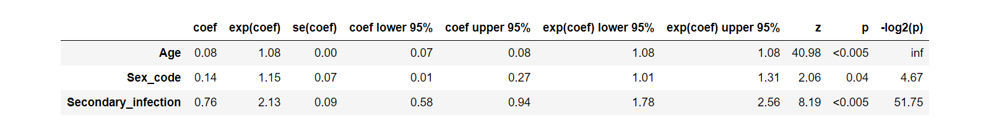 coef exp(coef) se(coef) coef lower 95% coef upper 95% exp(coef) lower 95% exp(coef) upper 95% z p -log2(p)
Age 0.08 1.08 0.00 0.07 0.08 1.08 1.08 40.98 <0.005 inf
Sex_code 0.14 1.15 0.07 0.01 0.27 1.01 1.31 2.06 0.04 4.67
Secondary_infection 0.76 2.13 0.09 0.58 0.94 1.78 2.56 8.19 <0.005 51.75